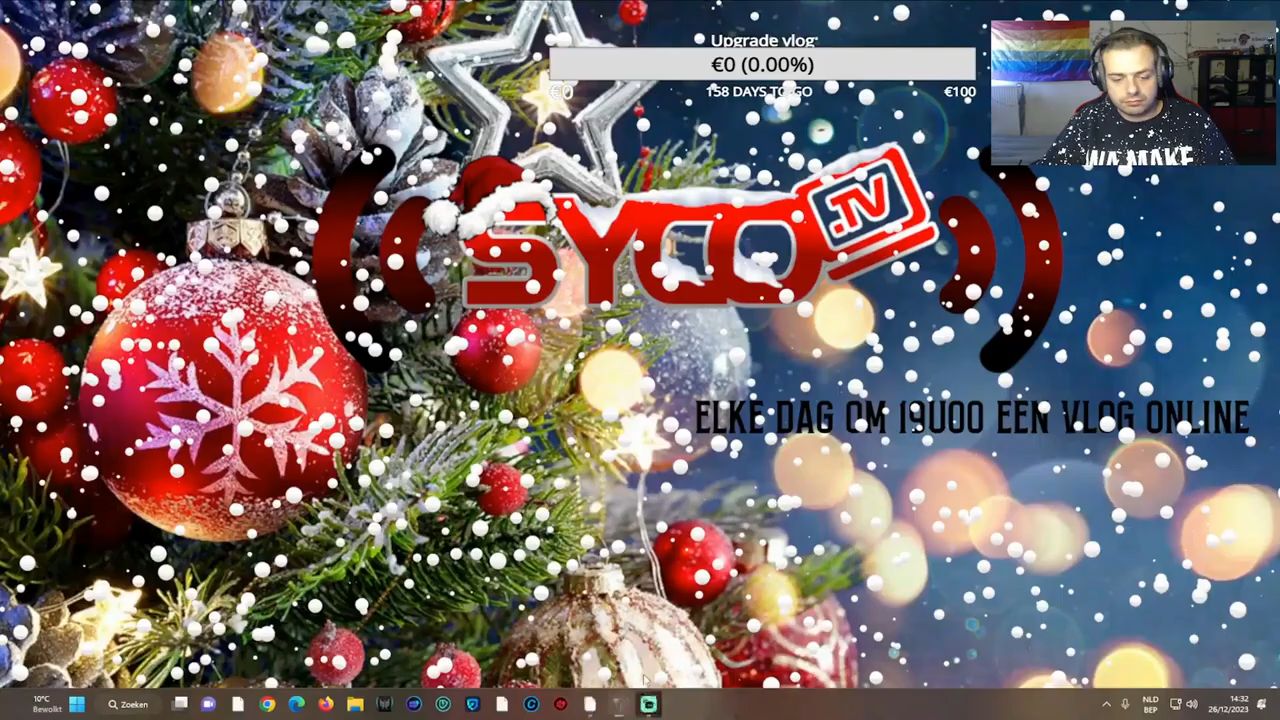 Upgrade vlog:
€0 (0.00%)
€0
158 DAYS TO GO
€100
SYCO
.TV
ELKE DAG OM 19U00 EEN VLOG ONLINE
10°C
Bewolkt
Zoeken
NLD
BEP
14:32
26/12/2023